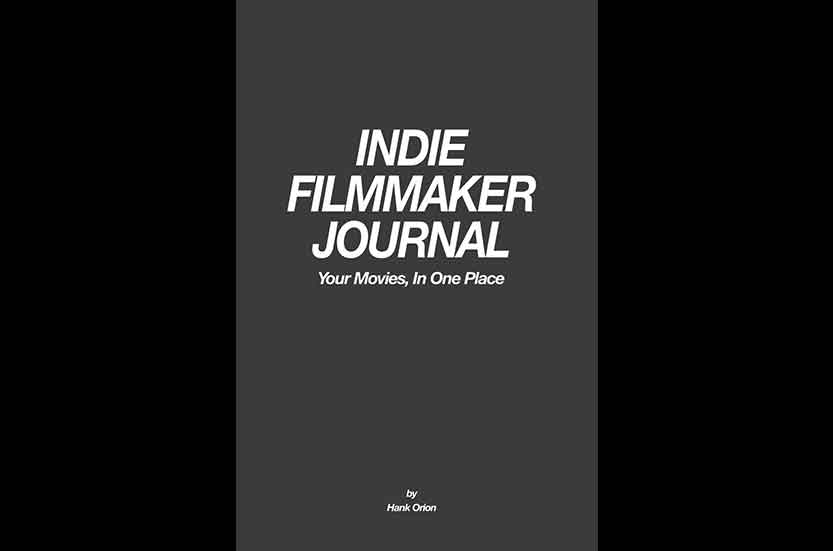 INDIE
FILMMAKER
JOURNAL
Your Movies, In One Place
by
Hank Orion